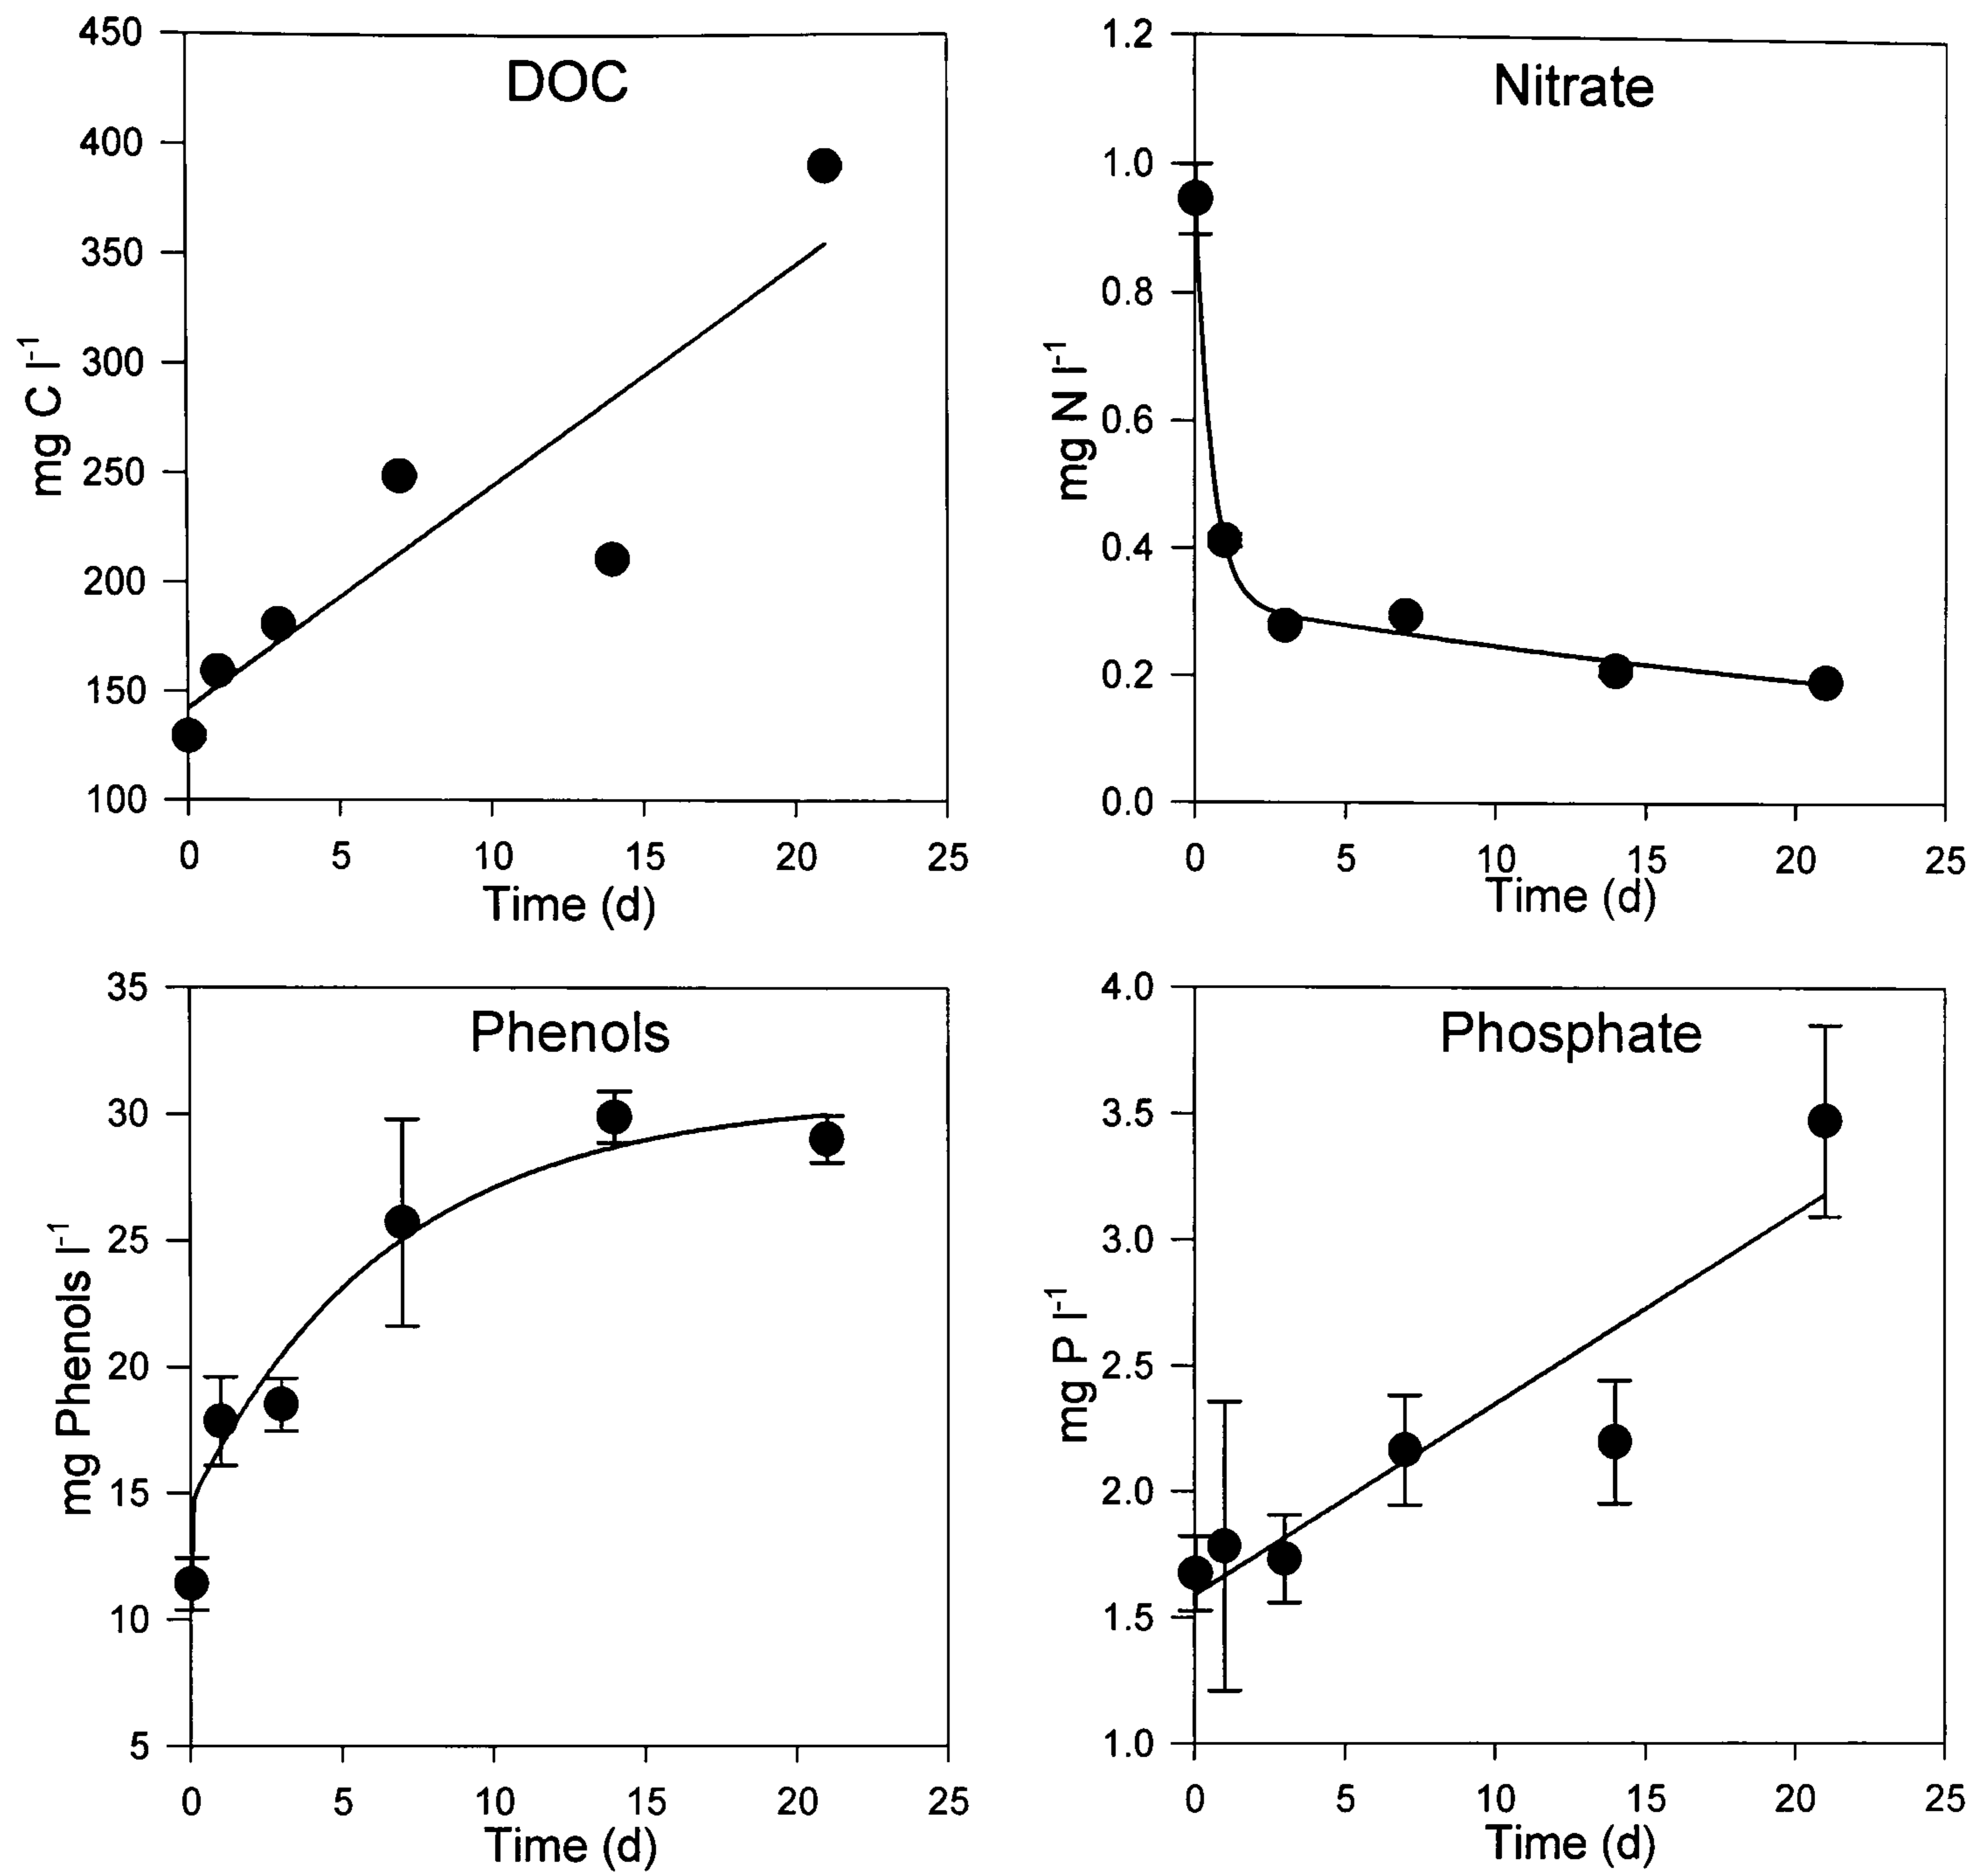 DOC
450
400
350
300
250
200
150
100
mg C l⁻¹
0 5 10 15 20 25
Time (d)
Nitrate
1.2
1.0
0.8
0.6
0.4
0.2
0.0
mg N l⁻¹
0 5 10 15 20 25
Time (d)
Phenols
35
30
25
20
15
10
5
mg Phenols l⁻¹
0 5 10 15 20 25
Time (d)
Phosphate
4.0
3.5
3.0
2.5
2.0
1.5
1.0
mg P l⁻¹
0 5 10 15 20 25
Time (d)